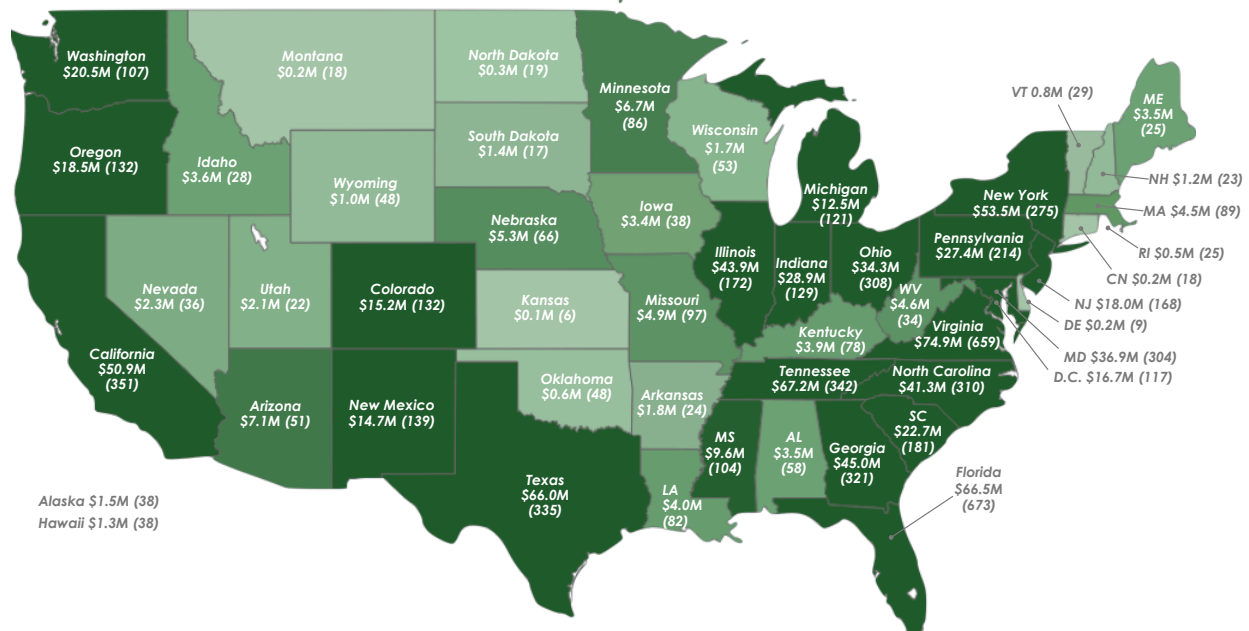 Washington
$20.5M (107)
Montana
$0.2M (18)
North Dakota
$0.3M (19)
Minnesota
$6.7M
(86)
VT 0.8M (29)
ME
$3.5M
(25)
Oregon
$18.5M (132)
Idaho
$3.6M (28)
South Dakota
$1.4M (17)
Wisconsin
$1.7M
(53)
Wyoming
$1.0M (48)
Michigan
$12.5M
(121)
NH $1.2M (23)
New York
$53.5M (275)
MA $4.5M (89)
Nebraska
$5.3M (66)
Iowa
$3.4M (38)
Pennsylvania
$27.4M (214)
RI $0.5M (25)
CN $0.2M (18)
Illinois
$43.9M
(172)
Indiana
$28.9M
(129)
Ohio
$34.3M
(308)
Nevada
$2.3M (36)
Utah
$2.1M (22)
Colorado
$15.2M (132)
Kansas
$0.1M (6)
Missouri
$4.9M (97)
WV
$4.6M
(34)
NJ $18.0M (168)
DE $0.2M (9)
Kentucky
$3.9M (78)
Virginia
$74.9M (659)
California
$50.9M
(351)
MD $36.9M (304)
D.C. $16.7M (117)
Tennessee
$67.2M (342)
North Carolina
$41.3M (310)
Oklahoma
$0.6M (48)
Arkansas
$1.8M (24)
Arizona
$7.1M (51)
New Mexico
$14.7M (139)
MS
$9.6M
(104)
AL
$3.5M
(58)
Georgia
$45.0M
(321)
SC
$22.7M
(181)
Texas
$66.0M
(335)
LA
$4.0M
(82)
Florida
$66.5M
(673)
Alaska $1.5M (38)
Hawaii $1.3M (38)